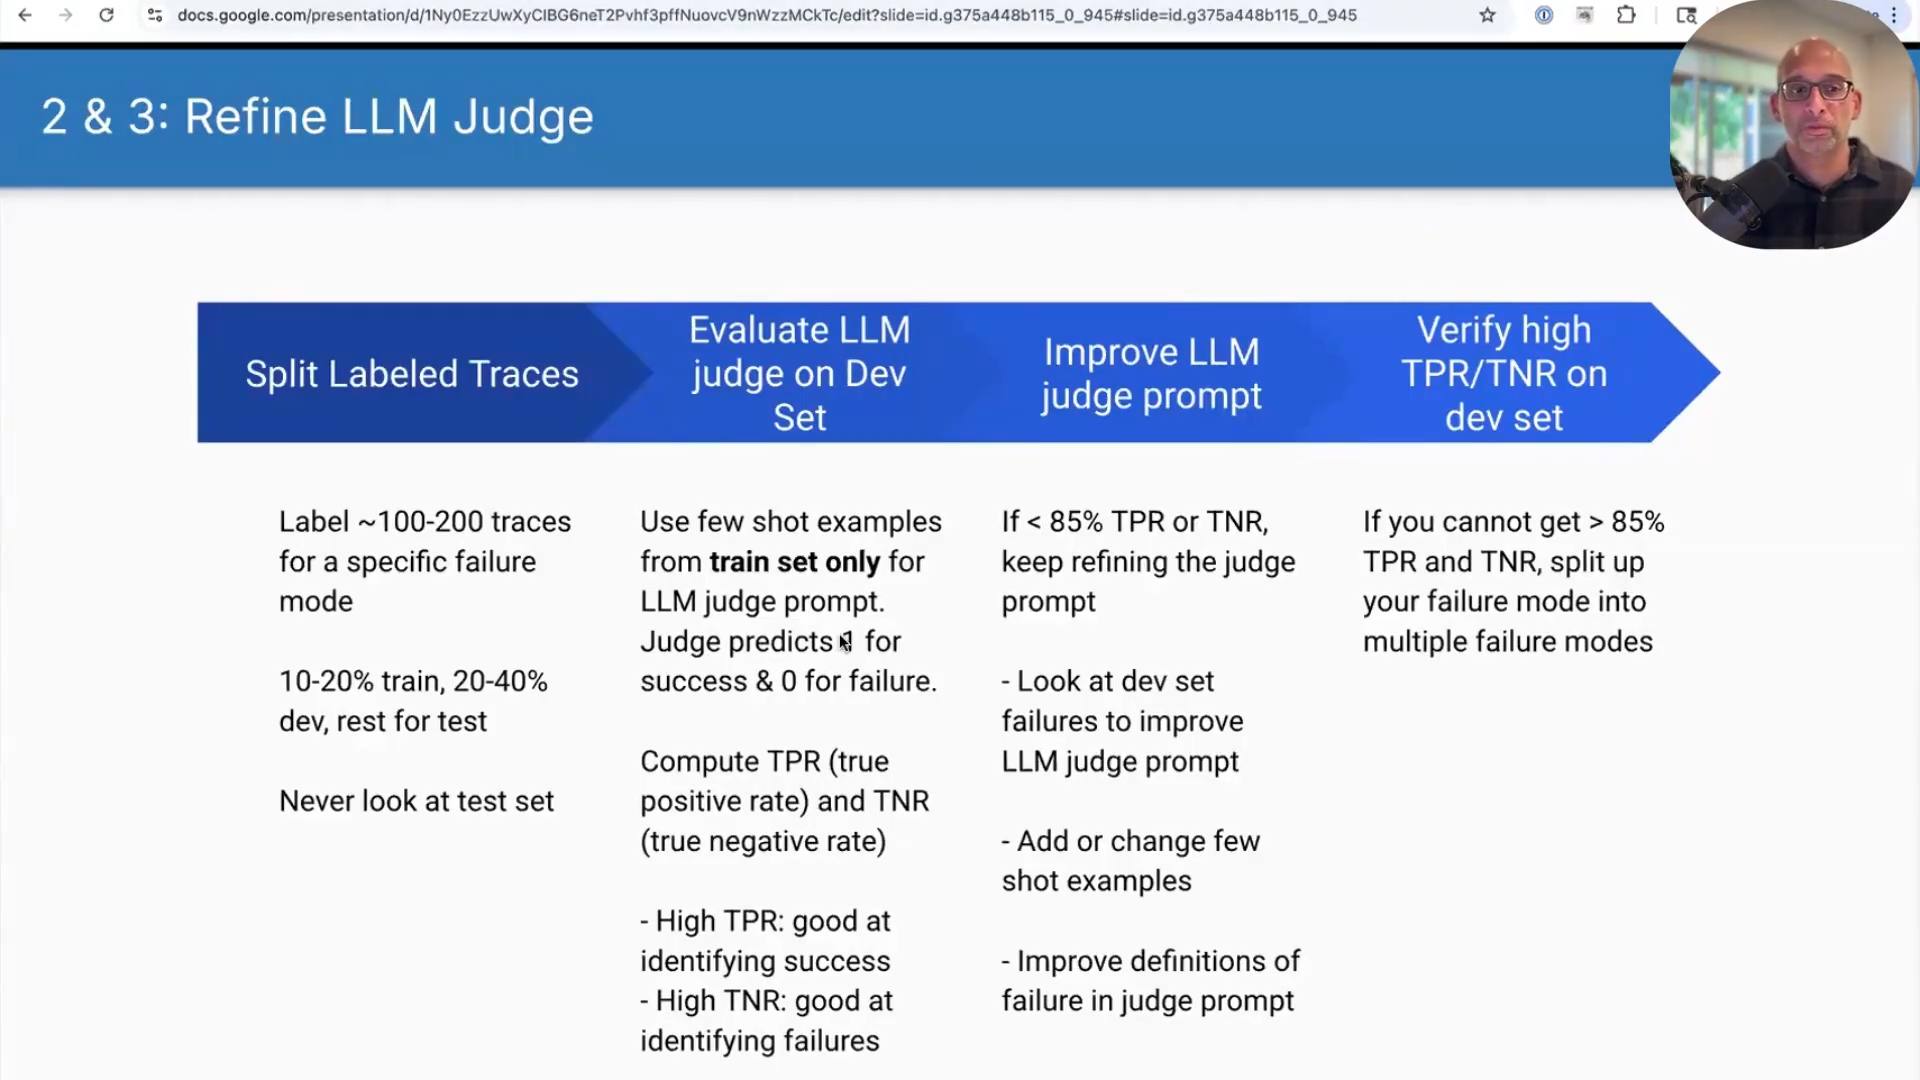 docs.google.com/presentation/d/1Ny0EzzUwXyCIBG6neT2Pvhf3pffNuovcV9nWzzMCkTc/edit?slide=id.g375a448b115_0_945#slide=id.g375a448b115_0_945
2 & 3: Refine LLM Judge
Split Labeled Traces
Evaluate LLM
judge on Dev
Set
Improve LLM
judge prompt
Verify high
TPR/TNR on
dev set
Label ~100-200 traces
for a specific failure
mode
10-20% train, 20-40%
dev, rest for test
Never look at test set
Use few shot examples
from train set only for
LLM judge prompt.
Judge predicts 1 for
success & 0 for failure.
Compute TPR (true
positive rate) and TNR
(true negative rate)
- High TPR: good at
identifying success
- High TNR: good at
identifying failures
If < 85% TPR or TNR,
keep refining the judge
prompt
- Look at dev set
failures to improve
LLM judge prompt
- Add or change few
shot examples
- Improve definitions of
failure in judge prompt
If you cannot get > 85%
TPR and TNR, split up
your failure mode into
multiple failure modes